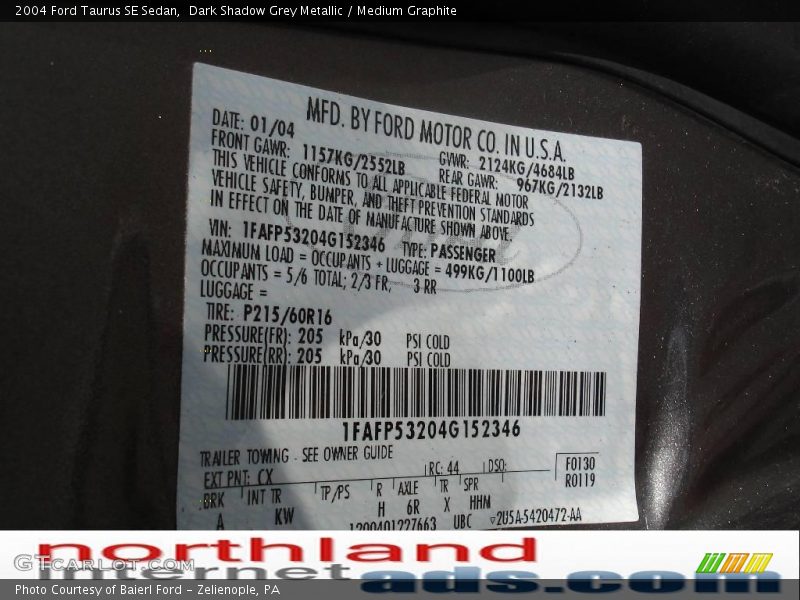 2004 Ford Taurus SE Sedan,  Dark Shadow Grey Metallic / Medium Graphite
MFD. BY FORD MOTOR CO. IN U.S.A.
DATE: 01/04 GVWR: 2124KG/4684LB
FRONT GAWR: 1157KG/2552LB REAR GAWR: 967KG/2132LB
THIS VEHICLE CONFORMS TO ALL APPLICABLE FEDERAL MOTOR
VEHICLE SAFETY, BUMPER, AND THEFT PREVENTION STANDARDS
IN EFFECT ON THE DATE OF MANUFACTURE SHOWN ABOVE
VIN: 1FAFP53204G152346 TYPE: PASSENGER
MAXIMUM LOAD = OCCUPANTS + LUGGAGE = 499KG/1100LB
OCCUPANTS = 5/6 TOTAL; 2/3 FR, 3 RR
LUGGAGE =
TIRE: P215/60R16
PRESSURE(FR): 205 kPa/30 PSI COLD
PRESSURE(RR): 205 kPa/30 PSI COLD
1FAFP53204G152346
TRAILER TOWING - SEE OWNER GUIDE
EXT PNT: CX RC: 44 DSO: F0130
R0119
BRK INT TR TP/PS R AXLE TR SPR
A KW H 6R X HHM
1200401227663 UBC 2U5A-5420472-AA
northland
internet ads.com
GTCarLot.com
Photo Courtesy of Baierl Ford - Zelienople, PA